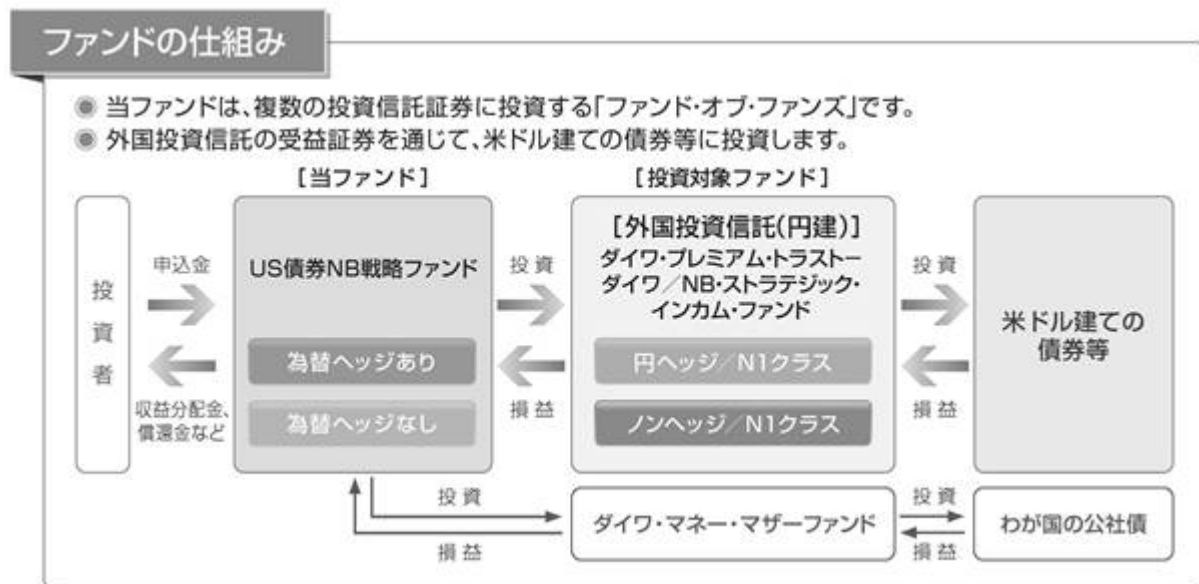 ファンドの仕組み
◉ 当ファンドは、複数の投資信託証券に投資する「ファンド・オブ・ファンズ」です。
◉ 外国投資信託の受益証券を通じて、米ドル建ての債券等に投資します。
[当ファンド]
[投資対象ファンド]
投資者
申込金
収益分配金、
償還金など
US債券NB戦略ファンド
為替ヘッジあり
為替ヘッジなし
投資
損益
[外国投資信託(円建)]
ダイワ・プレミアム・トラストー
ダイワ/NB・ストラテジック・
インカム・ファンド
円ヘッジ/N1クラス
ノンヘッジ/N1クラス
投資
損益
米ドル建ての
債券等
投資
損益
ダイワ・マネー・マザーファンド
投資
損益
わが国の公社債